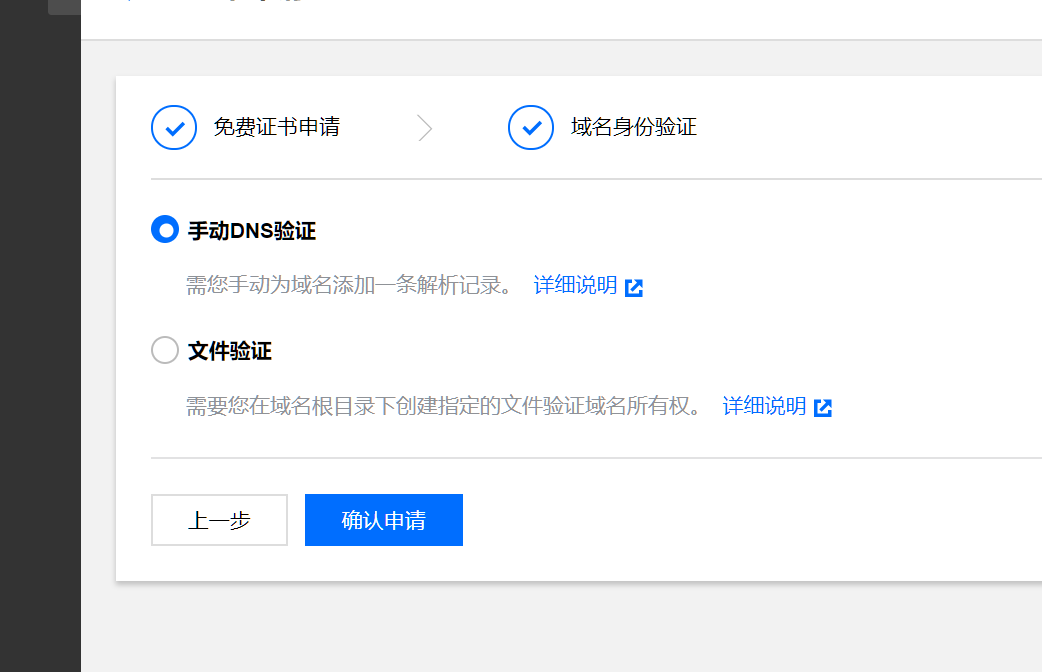 免费证书申请
域名身份验证
手动DNS验证
需您手动为域名添加一条解析记录。 详细说明
文件验证
需要您在域名根目录下创建指定的文件验证域名所有权。 详细说明
上一步 确认申请